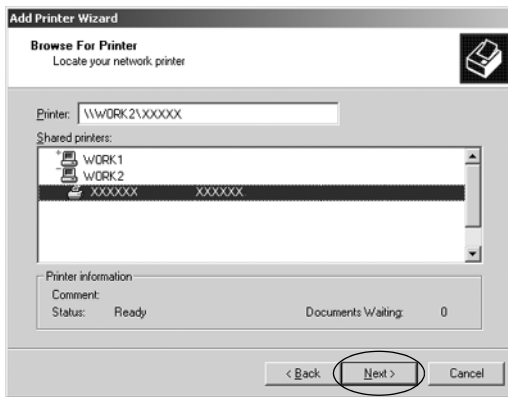 Add Printer Wizard
Browse For Printer
Locate your network printer
Printer: \\WORK2\XXXXX
Shared printers:
WORK1
WORK2
XXXXXX XXXXXX
Printer information
Comment:
Status: Ready Documents Waiting: 0
< Back Next > Cancel